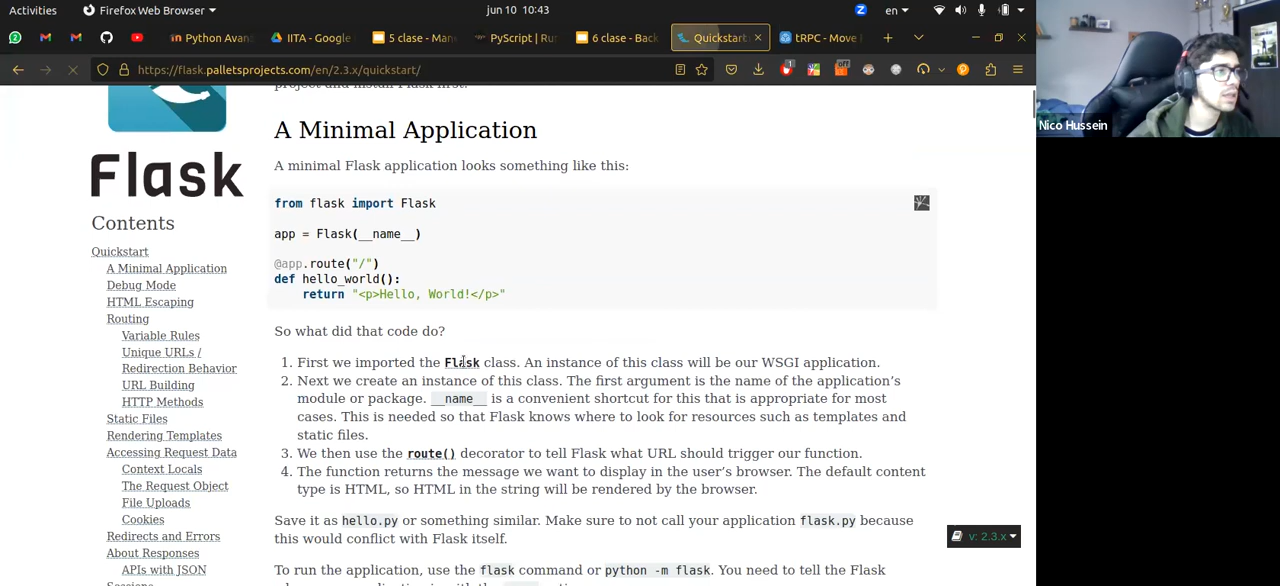 Activities
Firefox Web Browser
jun 10 10:43
en
Python Avan
IITA - Google
5 clase - Man
PyScript | Ru
6 clase - Back
Quickstart
tRPC - Move
https://flask.palletsprojects.com/en/2.3.x/quickstart/
1
off
Nico Hussein
project and install Flask first.
Flask
Contents
Quickstart
A Minimal Application
Debug Mode
HTML Escaping
Routing
Variable Rules
Unique URLs /
Redirection Behavior
URL Building
HTTP Methods
Static Files
Rendering Templates
Accessing Request Data
Context Locals
The Request Object
File Uploads
Cookies
Redirects and Errors
About Responses
APIs with JSON
Sessions
A Minimal Application
A minimal Flask application looks something like this:
from flask import Flask
app = Flask(__name__)
@app.route("/")
def hello_world():
return "<p>Hello, World!</p>"
So what did that code do?
1. First we imported the Flask class. An instance of this class will be our WSGI application.
2. Next we create an instance of this class. The first argument is the name of the application's
module or package. __name__ is a convenient shortcut for this that is appropriate for most
cases. This is needed so that Flask knows where to look for resources such as templates and
static files.
3. We then use the route() decorator to tell Flask what URL should trigger our function.
4. The function returns the message we want to display in the user's browser. The default content
type is HTML, so HTML in the string will be rendered by the browser.
Save it as hello.py or something similar. Make sure to not call your application flask.py because
this would conflict with Flask itself.
To run the application, use the flask command or python -m flask. You need to tell the Flask
v: 2.3.x